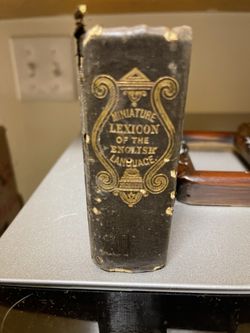 MINIATURE
LEXICON
OF THE
ENGLISH
LANGUAGE.